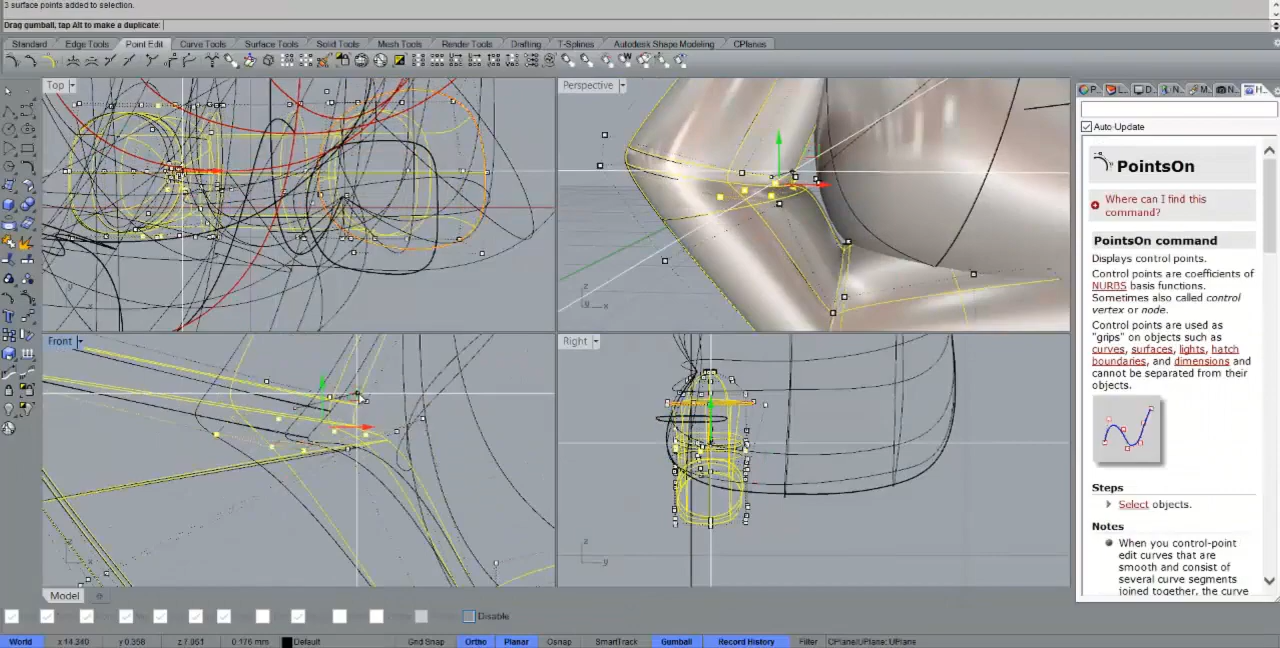 3 surface points added to selection.
Drag gumball, tap Alt to make a duplicate:
Standard Edge Tools Point Edit Curve Tools Surface Tools Solid Tools Mesh Tools Render Tools Drafting T-Splines Autodesk Shape Modeling CPlanes
Top
Perspective
P... L... D... N... M... N... H...
Auto-Update
PointsOn
Where can I find this
command?
PointsOn command
Displays control points.
Control points are coefficients of
NURBS basis functions.
Sometimes also called control
vertex or node.
Control points are used as
"grips" on objects such as
curves, surfaces, lights, hatch
boundaries, and dimensions and
cannot be separated from their
objects.
Front
Right
Steps
Select objects.
Notes
When you control-point
edit curves that are
smooth and consist of
several curve segments
joined together, the curve
z
x
y
Model
Disable
World x 14.340 y 0.358 z 7.061 0.176 mm Default Grid Snap Ortho Planar Osnap SmartTrack Gumball Record History Filter CPlane/UPlane: UPlane